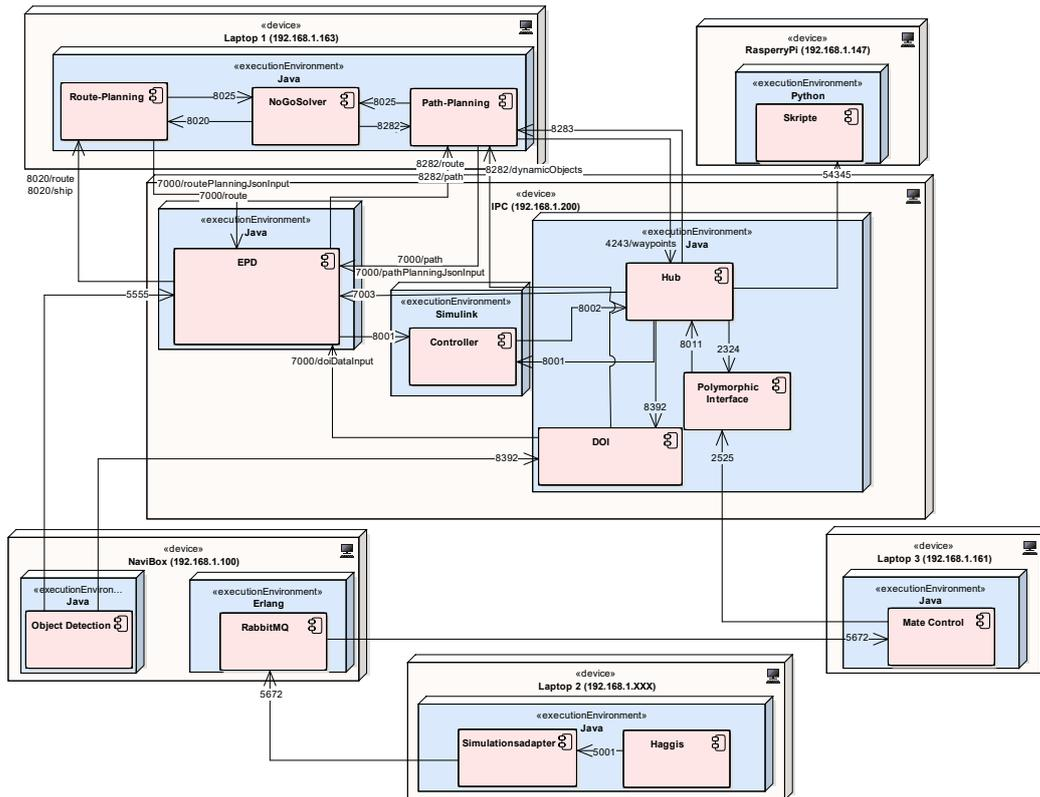 «device»
Laptop 1 (192.168.1.163)
«executionEnvironment»
Java
Route-Planning
8025
NoGoSolver
8025
Path-Planning
8020
8282
8283
«device»
RasperryPi (192.168.1.147)
«executionEnvironment»
Python
Skripte
54345
8020/route
8020/ship
7000/routePlanningJsonInput
7000/route
8282/route
8282/path
8282/dynamicObjects
«device»
IPC (192.168.1.200)
«executionEnvironment»
Java
EPD
5555
7000/path
7000/pathPlanningJsonInput
7003
8001
7000/doiDataInput
«executionEnvironment»
Simulink
Controller
8002
8001
«executionEnvironment»
Java
4243/waypoints
Hub
8011
2324
Polymorphic
Interface
8392
DOI
8392
2525
«device»
NaviBox (192.168.1.100)
«executionEnviron...
Java
Object Detection
«executionEnvironment»
Erlang
RabbitMQ
5672
5672
«device»
Laptop 3 (192.168.1.161)
«executionEnvironment»
Java
Mate Control
«device»
Laptop 2 (192.168.1.XXX)
«executionEnvironment»
Java
Simulationsadapter
5001
Haggis